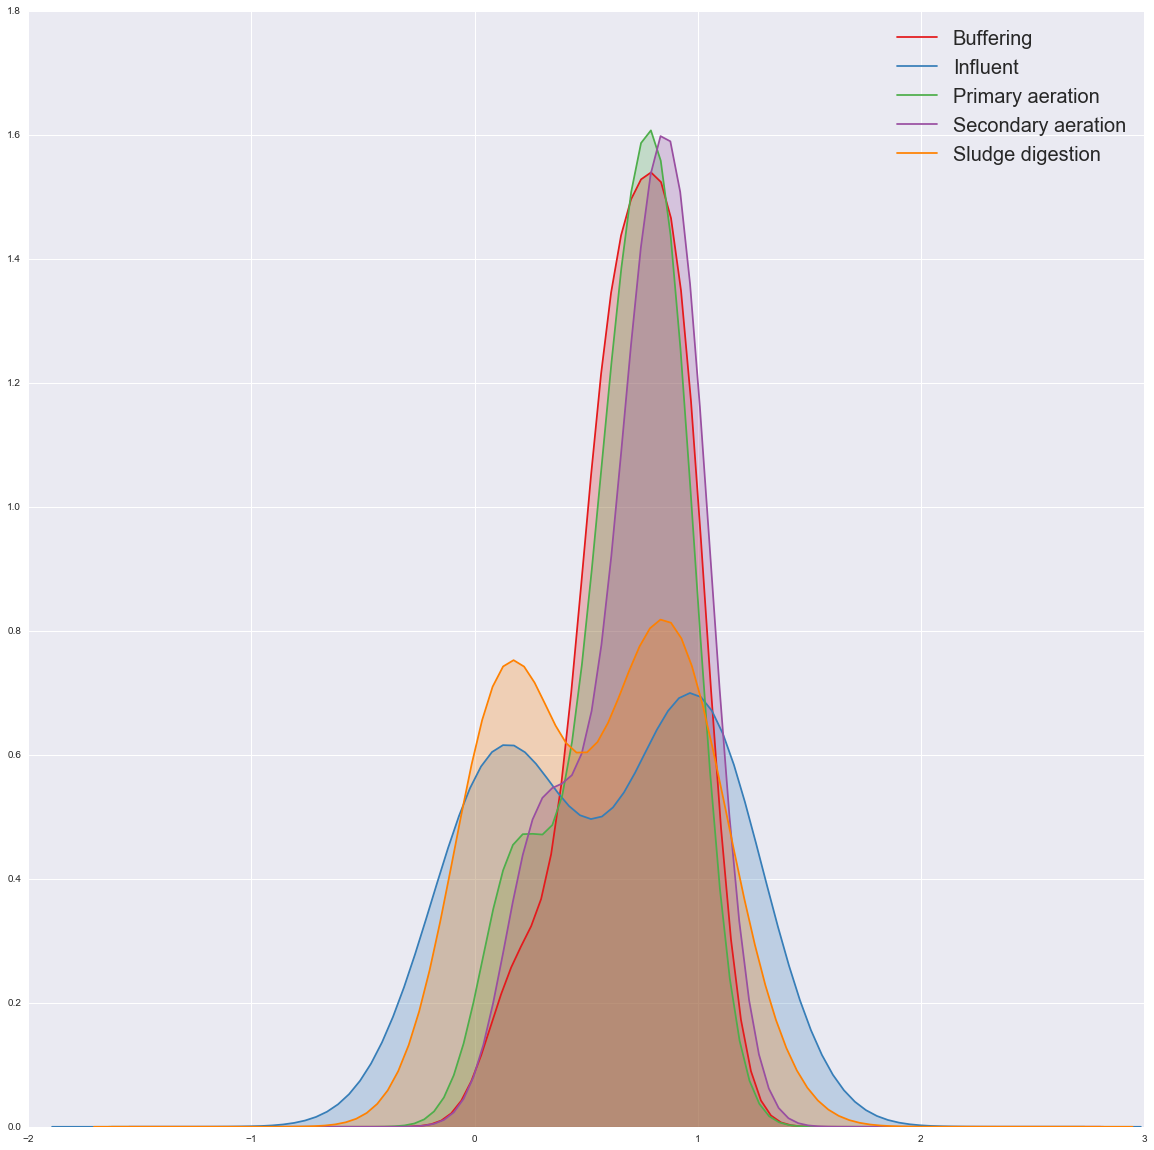 1.8
Buffering
Influent
Primary aeration
Secondary aeration
Sludge digestion
1.6
1.4
1.2
1.0
0.8
0.6
0.4
0.2
0.0
−2 −1 0 1 2 3